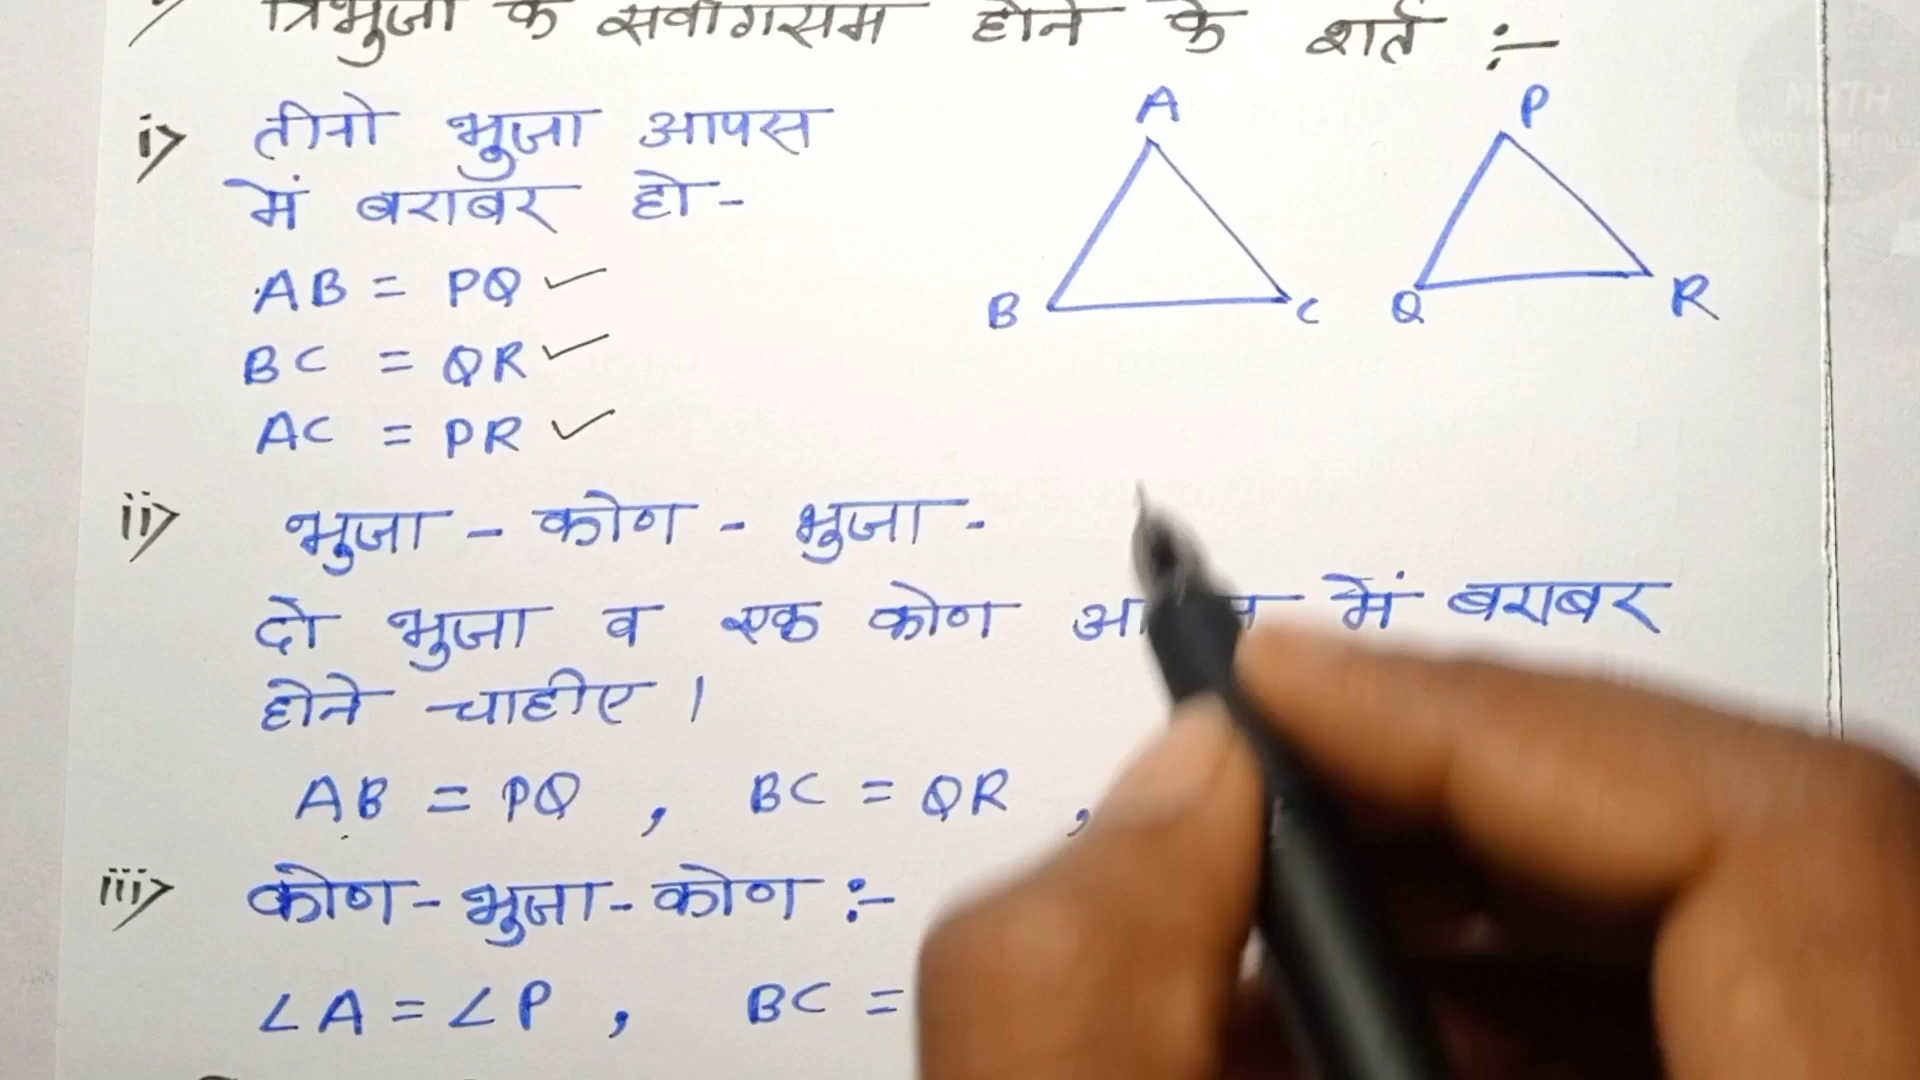 त्रिभुजों के सर्वांगसम होने के शर्त :-
i> तीनो भुजा आपस
में बराबर हो -
AB = PQ ✓
BC = QR ✓
AC = PR ✓
A
B
C
P
Q
R
ii> भुजा - कोण - भुजा -
दो भुजा व एक कोण में बराबर
होने चाहीए ।
AB = PQ , BC = QR ,
iii> कोण - भुजा - कोण :-
∠A = ∠P , BC =